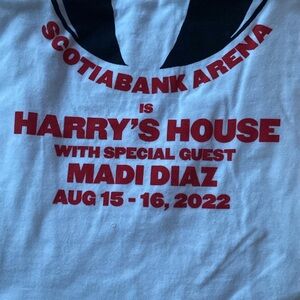 SCOTIABANK ARENA
IS
HARRY'S HOUSE
WITH SPECIAL GUEST
MADI DIAZ
AUG 15 - 16, 2022